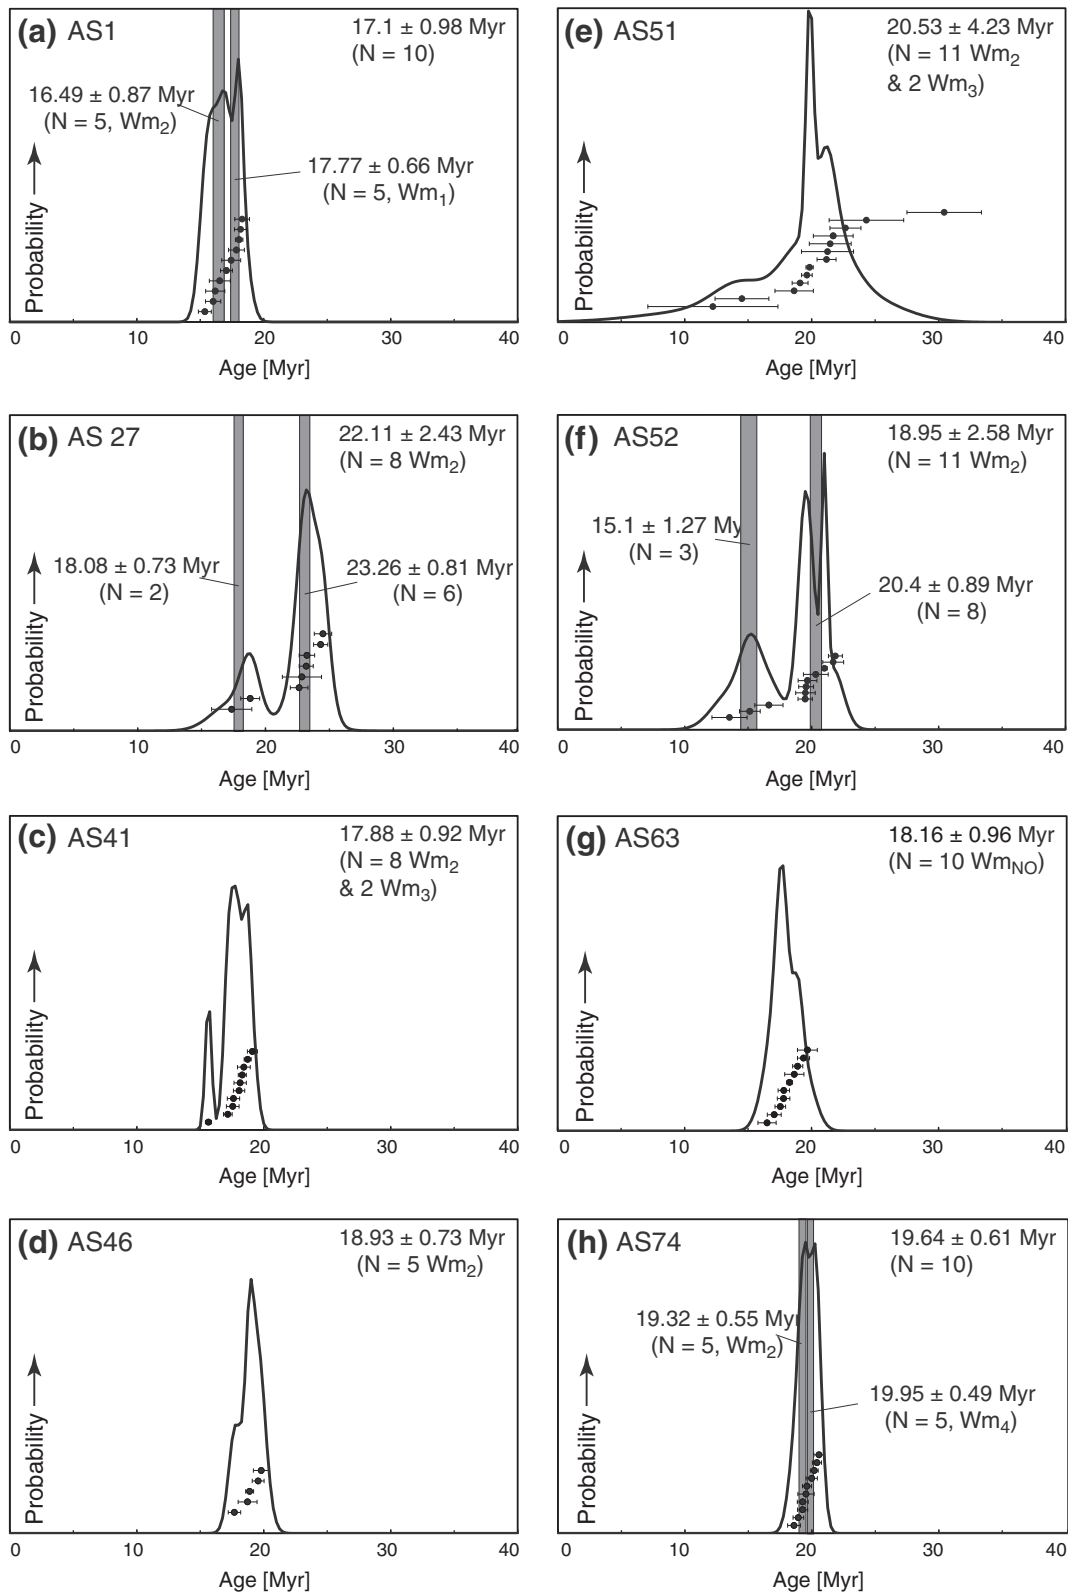 (a) AS1
17.1 ± 0.98 Myr
(N = 10)
16.49 ± 0.87 Myr
(N = 5, Wm2)
17.77 ± 0.66 Myr
(N = 5, Wm1)
Probability
0 10 20 30 40
Age [Myr]
(b) AS 27
22.11 ± 2.43 Myr
(N = 8 Wm2)
18.08 ± 0.73 Myr
(N = 2)
23.26 ± 0.81 Myr
(N = 6)
Probability
0 10 20 30 40
Age [Myr]
(c) AS41
17.88 ± 0.92 Myr
(N = 8 Wm2
& 2 Wm3)
Probability
0 10 20 30 40
Age [Myr]
(d) AS46
18.93 ± 0.73 Myr
(N = 5 Wm2)
Probability
0 10 20 30 40
Age [Myr]
(e) AS51
20.53 ± 4.23 Myr
(N = 11 Wm2
& 2 Wm3)
Probability
0 10 20 30 40
Age [Myr]
(f) AS52
18.95 ± 2.58 Myr
(N = 11 Wm2)
15.1 ± 1.27 My
(N = 3)
20.4 ± 0.89 Myr
(N = 8)
Probability
0 10 20 30 40
Age [Myr]
(g) AS63
18.16 ± 0.96 Myr
(N = 10 WmNO)
Probability
0 10 20 30 40
Age [Myr]
(h) AS74
19.64 ± 0.61 Myr
(N = 10)
19.32 ± 0.55 Myr
(N = 5, Wm2)
19.95 ± 0.49 Myr
(N = 5, Wm4)
Probability
0 10 20 30 40
Age [Myr]